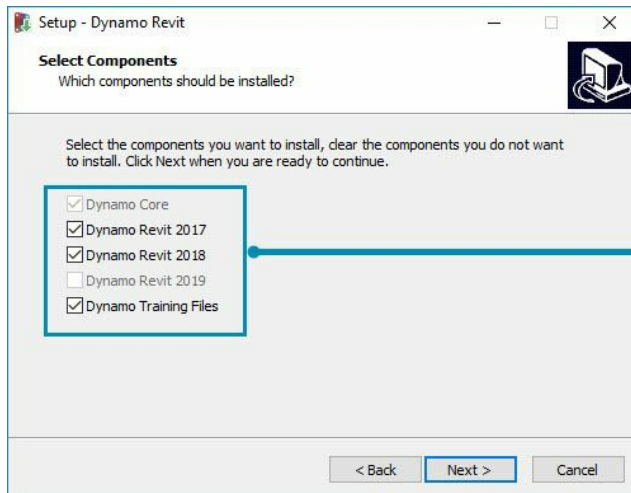 Setup - Dynamo Revit
Select Components
Which components should be installed?
Select the components you want to install, clear the components you do not want
to install. Click Next when you are ready to continue.
Dynamo Core
Dynamo Revit 2017
Dynamo Revit 2018
Dynamo Revit 2019
Dynamo Training Files
< Back Next > Cancel